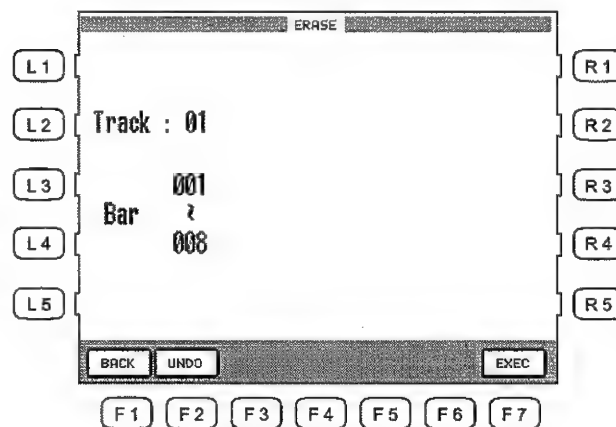 ERASE
L1 R1
L2 Track : 01 R2
L3 001 R3
Bar ~
L4 008 R4
L5 R5
BACK UNDO EXEC
F1 F2 F3 F4 F5 F6 F7